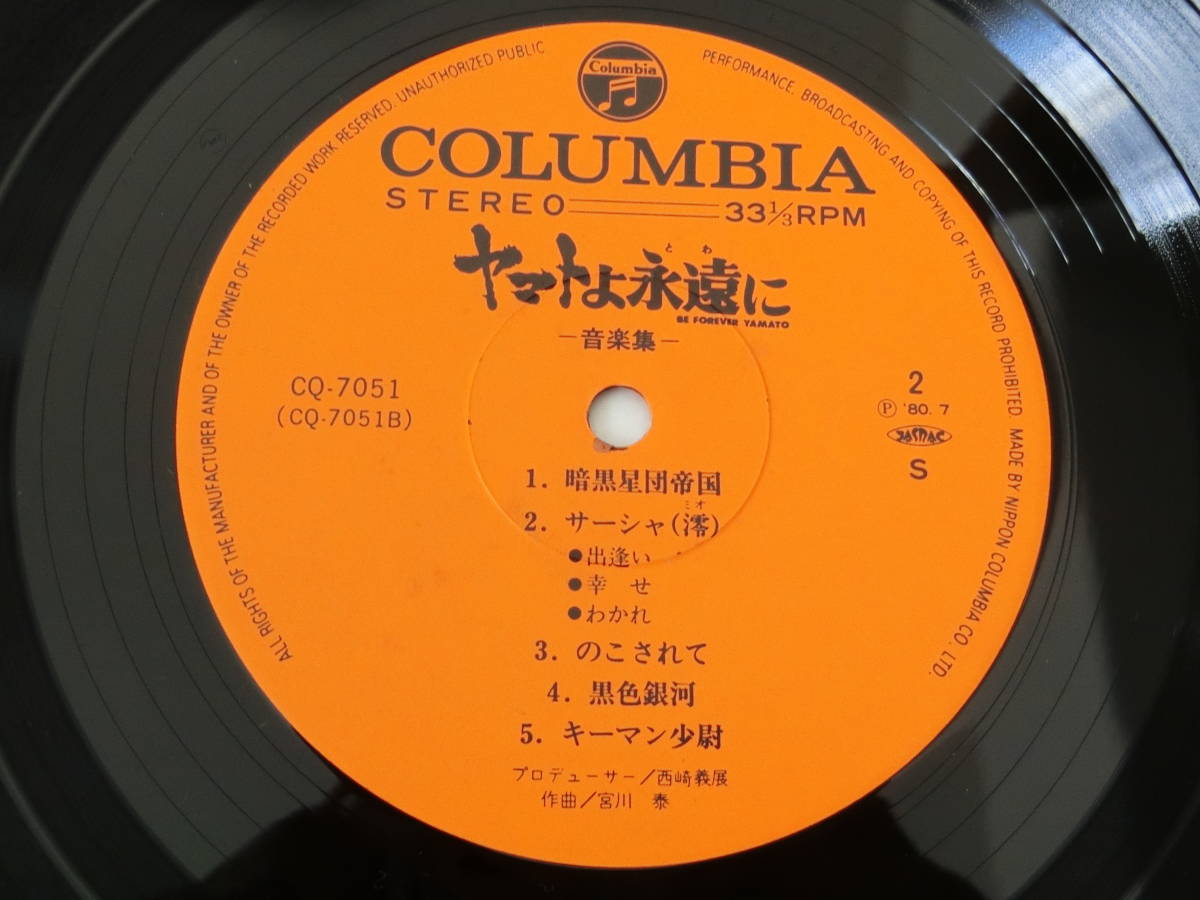 Columbia
ALL RIGHTS OF THE MANUFACTURER AND OF THE OWNER OF THE RECORDED WORK RESERVED. UNAUTHORIZED PUBLIC PERFORMANCE, BROADCASTING AND COPYING OF THIS RECORD PROHIBITED. MADE BY NIPPON COLUMBIA CO. LTD.
COLUMBIA
STEREO 33 1/3 RPM
とわ
ヤマトよ永遠に
BE FOREVER YAMATO
―音楽集―
CQ-7051
(CQ-7051B)
2
Ⓟ '80. 7
JASRAC
S
1. 暗黒星団帝国
ミオ
2. サーシャ(澪)
●出逢い
●幸 せ
●わかれ
3. のこされて
4. 黒色銀河
5. キーマン少尉
プロデューサー/西崎義展
作曲/宮川 泰